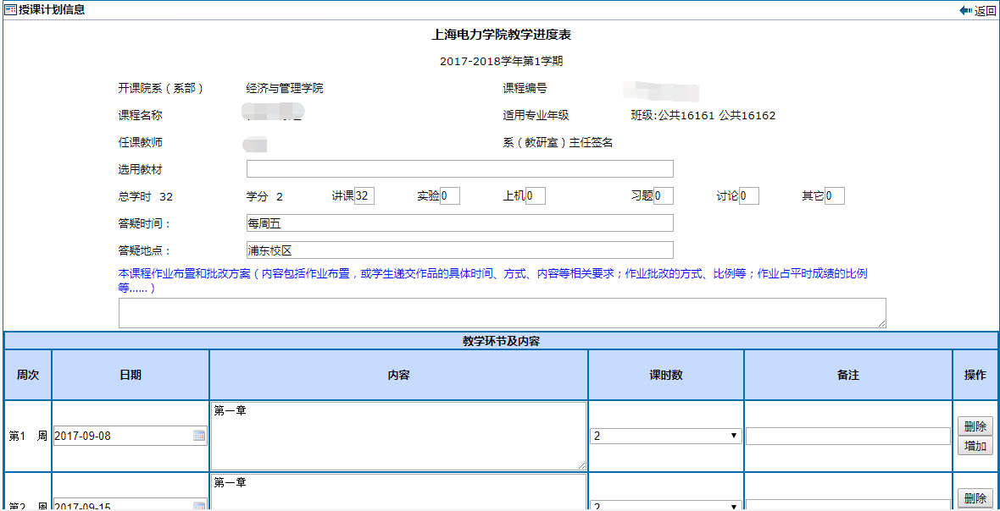 授课计划信息 返回
上海电力学院教学进度表
2017-2018学年第1学期
开课院系（系部） 经济与管理学院 课程编号
课程名称 适用专业年级 班级:公共16161 公共16162
任课教师 系（教研室）主任签名
选用教材
总学时 32 学分 2 讲课 32 实验 0 上机 0 习题 0 讨论 0 其它 0
答疑时间： 每周五
答疑地点： 浦东校区
本课程作业布置和批改方案（内容包括作业布置，或学生递交作品的具体时间、方式、内容等相关要求；作业批改的方式、比例等；作业占平时成绩的比例
等......）
教学环节及内容
周次 日期 内容 课时数 备注 操作
第1 周 2017-09-08 第一章 2 删除
增加
第2 周 2017-09-15 第一章 2 删除